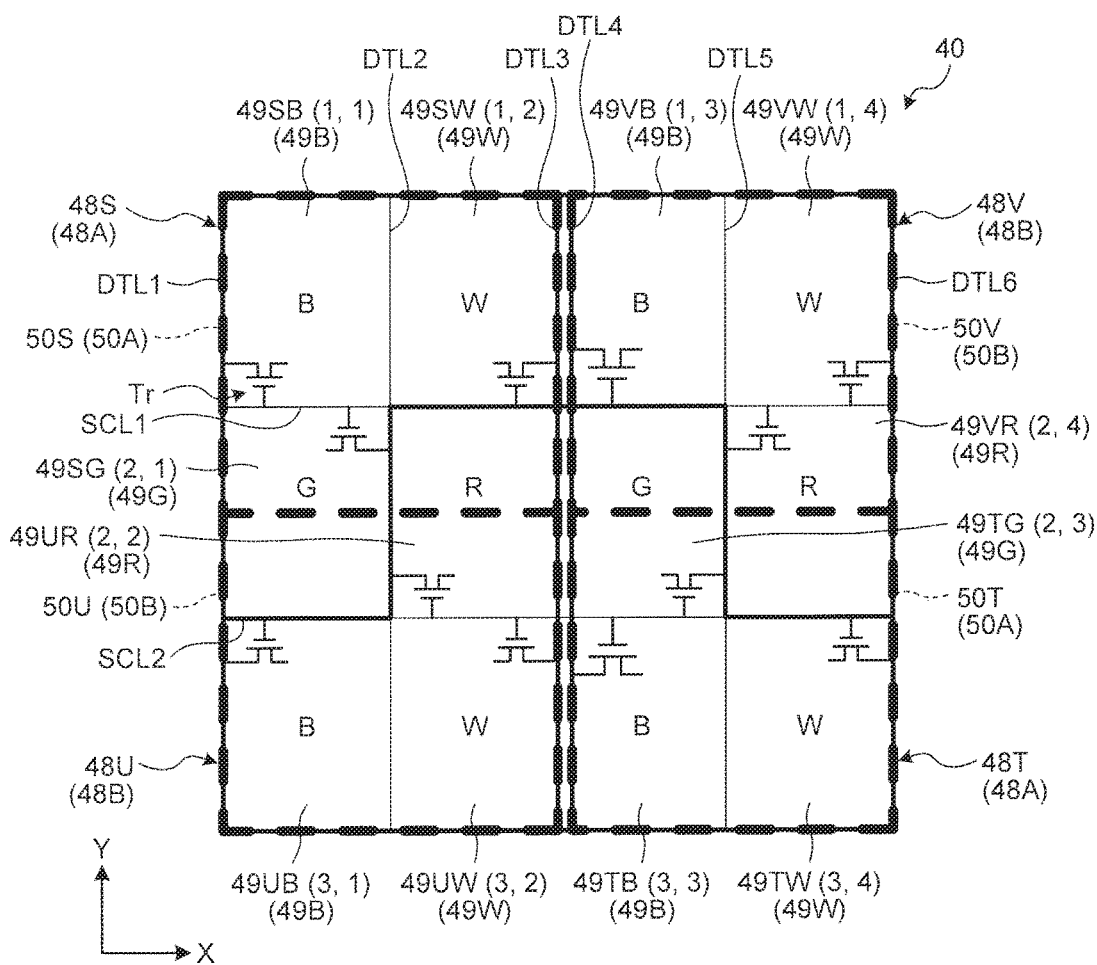 DTL4
DTL2
DTL3
DTL5
40
49SB (1, 1)
(49B)
49SW (1, 2)
(49W)
49VB (1, 3)
(49B)
49VW (1, 4)
(49W)
48S
(48A)
48V
(48B)
DTL1
B
W
B
W
DTL6
50S (50A)
50V
(50B)
Tr
SCL1
49VR (2, 4)
(49R)
49SG (2, 1)
(49G)
G
R
G
R
49UR (2, 2)
(49R)
49TG (2, 3)
(49G)
50U (50B)
50T
(50A)
SCL2
B
W
B
W
48U
(48B)
48T
(48A)
49UB (3, 1)
(49B)
49UW (3, 2)
(49W)
49TB (3, 3)
(49B)
49TW (3, 4)
(49W)
Y
X